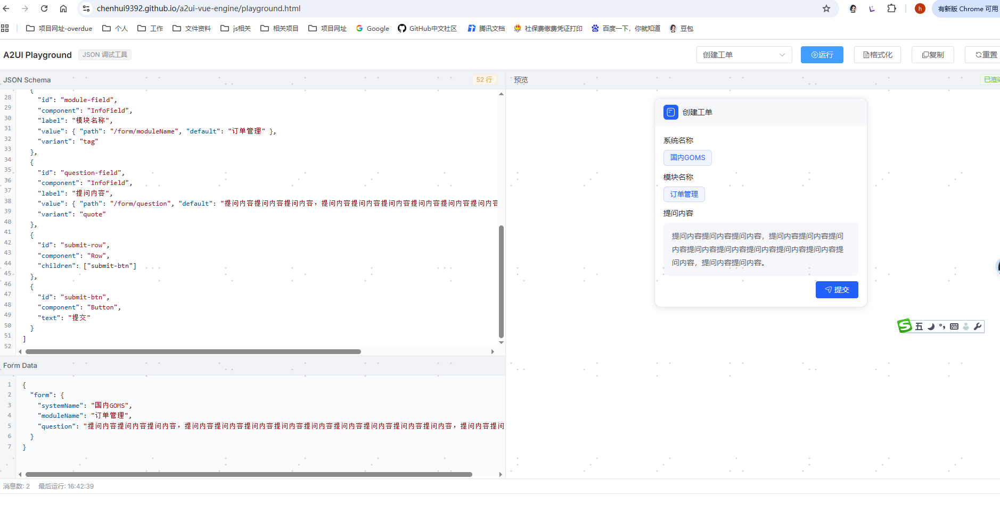 chenhui9392.github.io/a2ui-vue-engine/playground.html
h
有新版 Chrome 可用
项目网址-overdue
个人
工作
文件资料
js相关
相关项目
项目网址
Google
GitHub中文社区
腾讯文档
社保费缴费凭证打印
百度一下，你就知道
豆包
A2UI Playground
JSON 调试工具
创建工单
运行
格式化
复制
重置
JSON Schema
52 行
28 {
29 "id": "module-field",
30 "component": "InfoField",
31 "label": "模块名称",
32 "value": { "path": "/form/moduleName", "default": "订单管理" },
33 "variant": "tag"
34 },
35 {
36 "id": "question-field",
37 "component": "InfoField",
38 "label": "提问内容",
39 "value": { "path": "/form/question", "default": "提问内容提问内容提问内容，提问内容提问内容提问内容提问内容提问内容提问内容
40 "variant": "quote"
41 },
42 {
43 "id": "submit-row",
44 "component": "Row",
45 "children": ["submit-btn"]
46 },
47 {
48 "id": "submit-btn",
49 "component": "Button",
50 "text": "提交"
51 }
52 ]
Form Data
1 {
2 "form": {
3 "systemName": "国内GOMS",
4 "moduleName": "订单管理",
5 "question": "提问内容提问内容提问内容，提问内容提问内容提问内容提问内容提问内容提问内容提问内容提问内容提问内容，提问内容提问
6 }
7 }
预览
已渲染
创建工单
系统名称
国内GOMS
模块名称
订单管理
提问内容
提问内容提问内容提问内容，提问内容提问内容提问
内容提问内容提问内容提问内容提问内容提问内容提
问内容，提问内容提问内容。
提交
五
消息数: 2
最后运行: 16:42:39